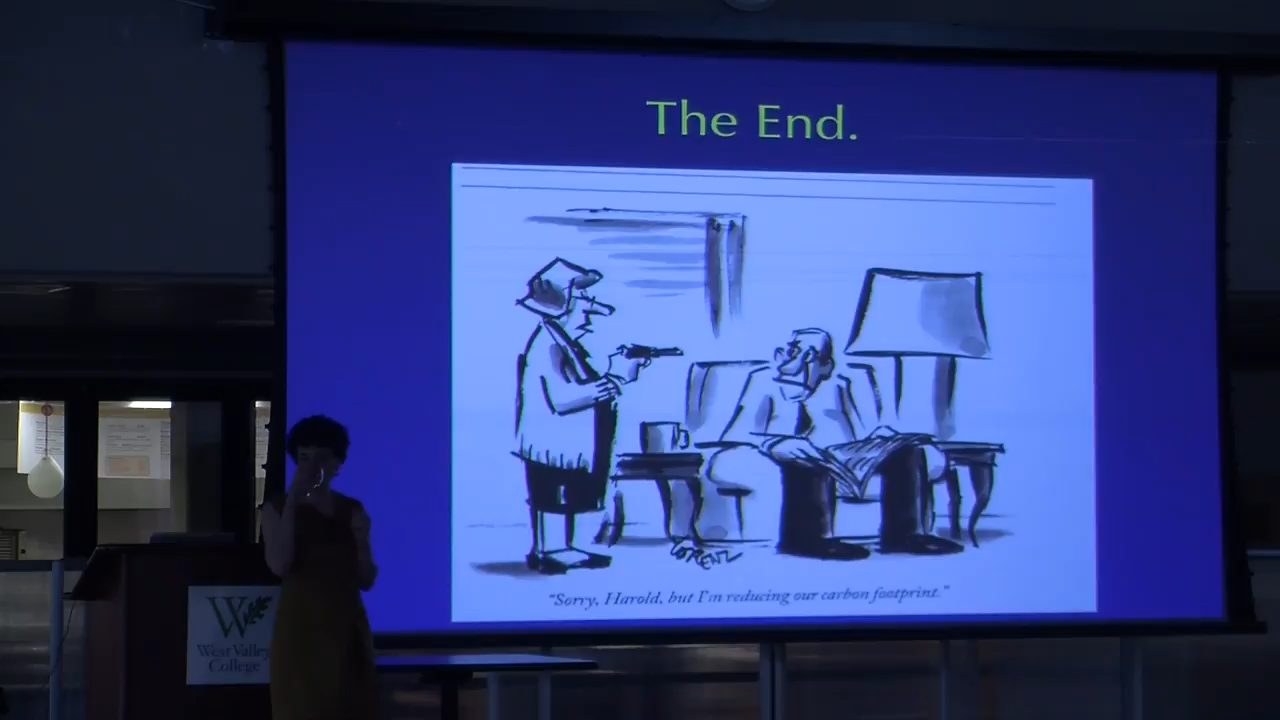 The End.
LORENZ
"Sorry, Harold, but I'm reducing our carbon footprint."
West Valley
College